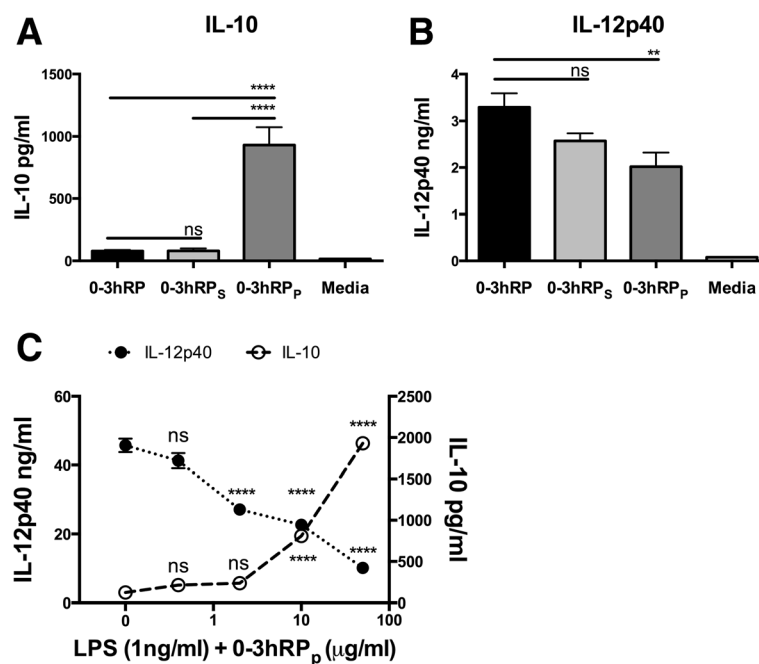 A
IL-10
IL-10 pg/ml
1500
1000
500
0
****
****
ns
0-3hRP
0-3hRPS
0-3hRPP
Media
B
IL-12p40
IL-12p40 ng/ml
4
3
2
1
0
**
ns
0-3hRP
0-3hRPS
0-3hRPP
Media
C
IL-12p40
IL-10
IL-12p40 ng/ml
60
40
20
0
ns
****
****
****
ns
ns
****
****
2500
2000
1500
1000
500
0
IL-10 pg/ml
0
1
10
100
LPS (1ng/ml) + 0-3hRPp (μg/ml)